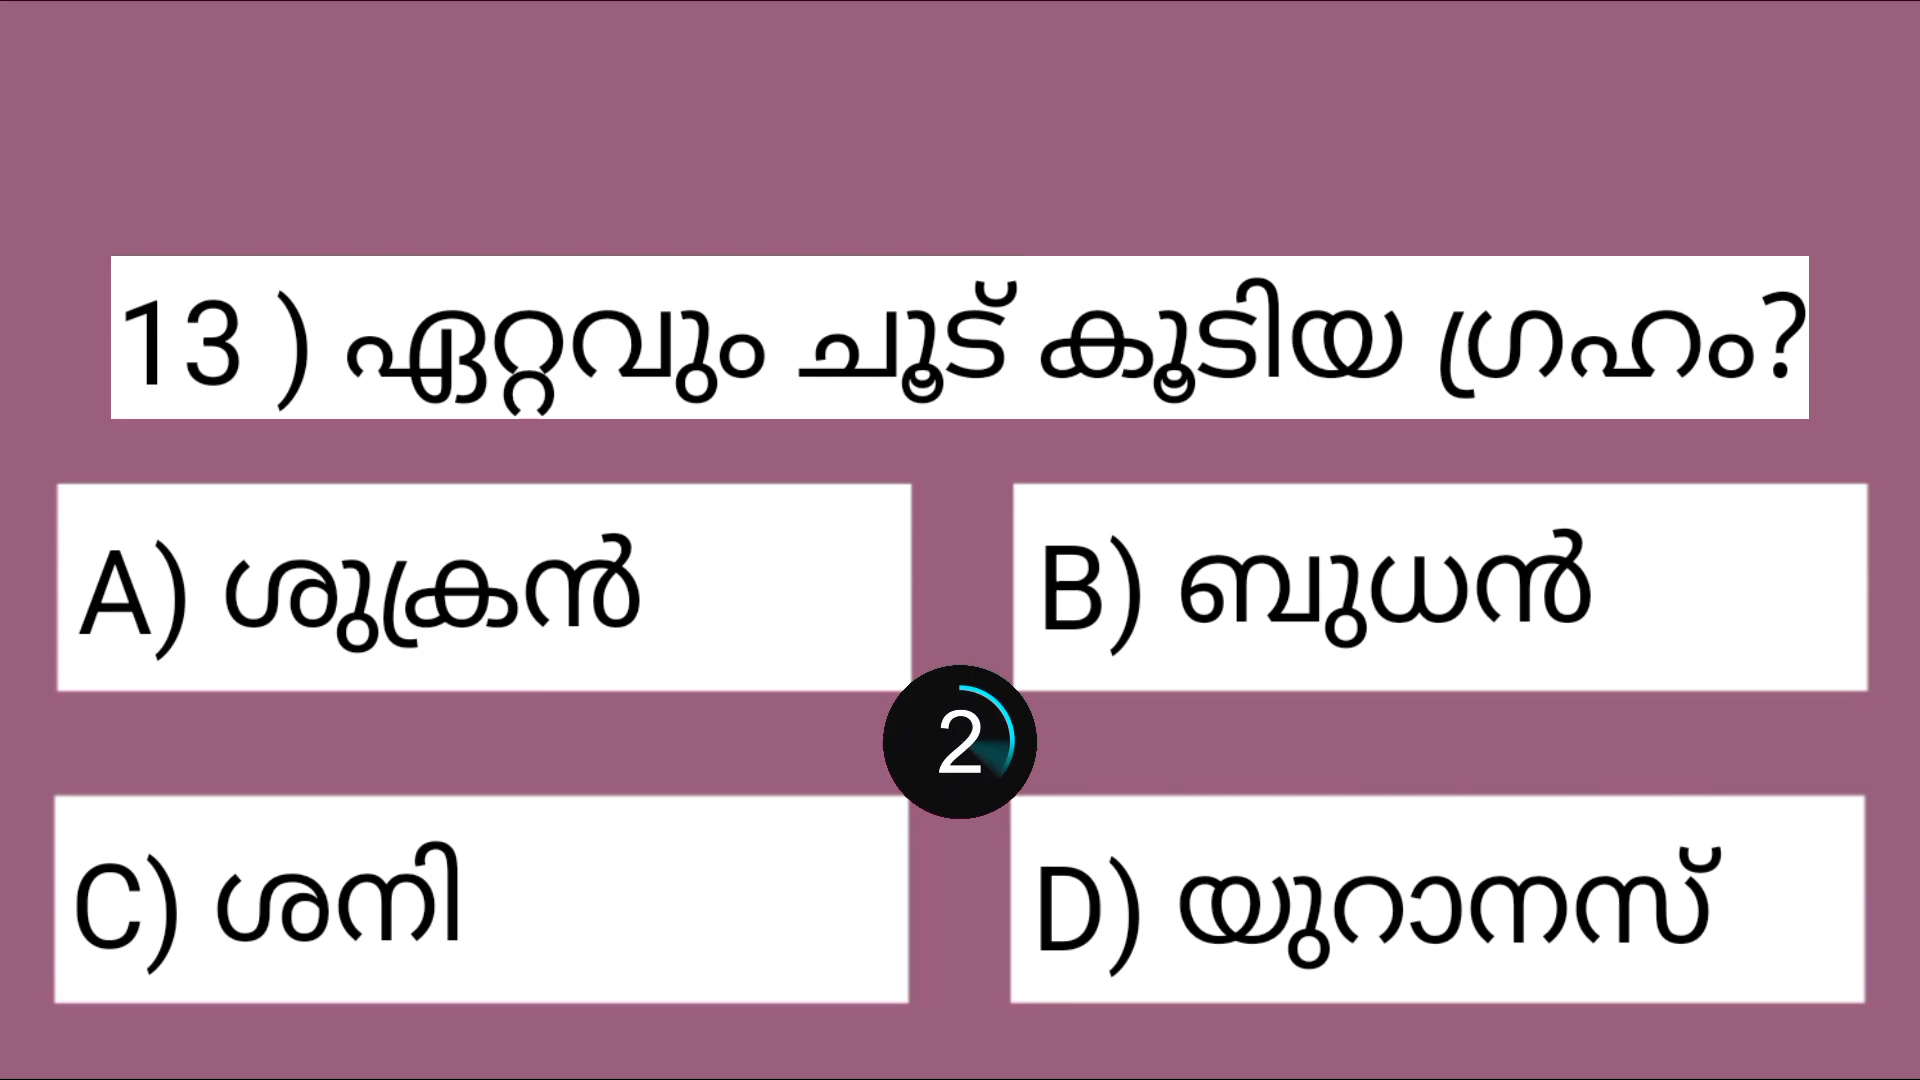 13 ) ഏറ്റവും ചൂട് കൂടിയ ഗ്രഹം?
A) ശുക്രൻ
B) ബുധൻ
2
C) ശനി
D) യുറാനസ്